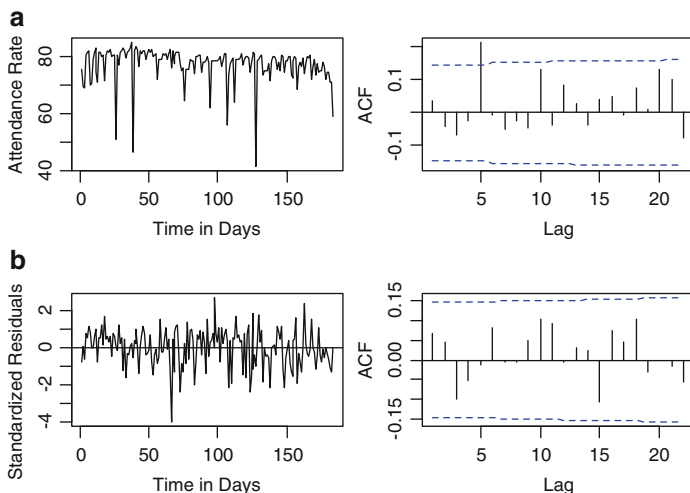 a
Attendance Rate
80
60
40
0 50 100 150
Time in Days
ACF
0.1
-0.1
5 10 15 20
Lag
b
Standardized Residuals
2
0
-2
-4
0 50 100 150
Time in Days
ACF
0.15
0.00
-0.15
5 10 15 20
Lag